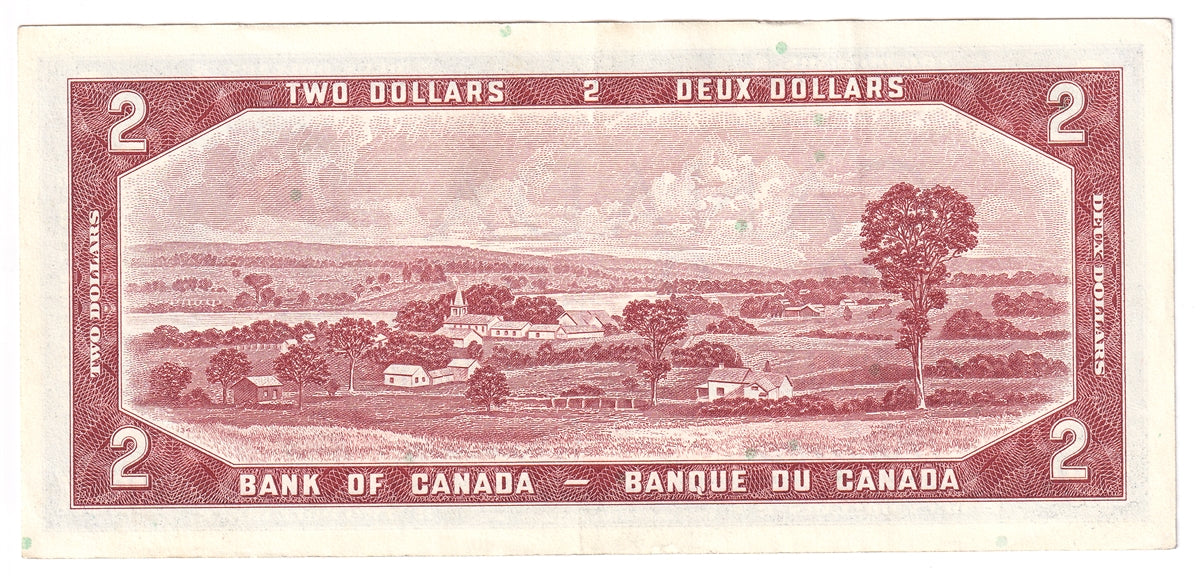 TWO DOLLARS 2 DEUX DOLLARS
2
2
TWO DOLLARS
DEUX DOLLARS
2
2
BANK OF CANADA — BANQUE DU CANADA